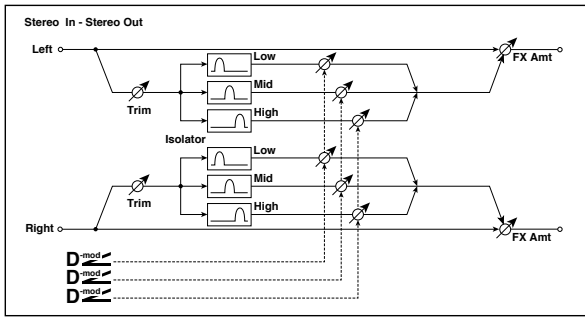 Stereo In - Stereo Out
Left
FX Amt
Low
Mid
High
Trim
Isolator
Low
Mid
High
Trim
Right
FX Amt
D-mod
D-mod
D-mod